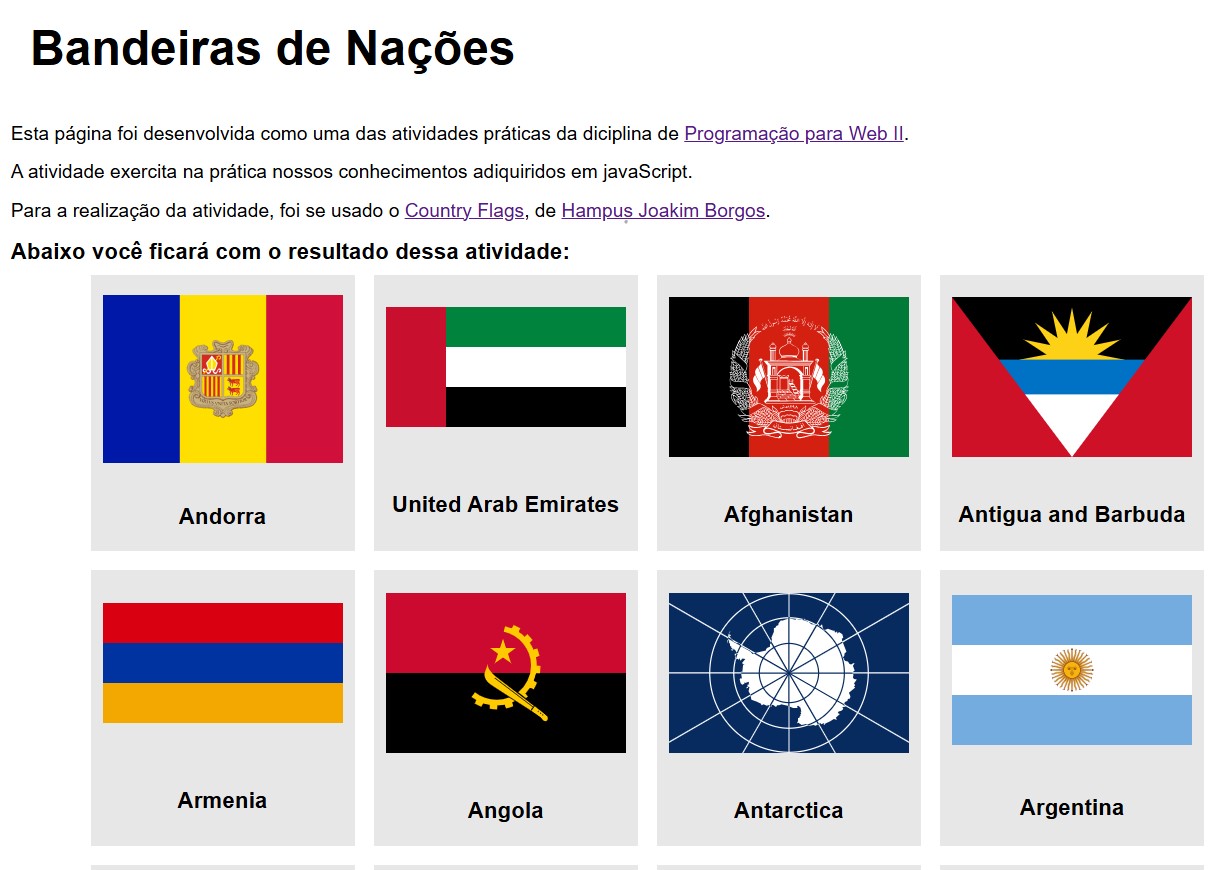 Bandeiras de Nações
Esta página foi desenvolvida como uma das atividades práticas da diciplina de Programação para Web II.
A atividade exercita na prática nossos conhecimentos adiquiridos em javaScript.
Para a realização da atividade, foi se usado o Country Flags, de Hampus Joakim Borgos.
Abaixo você ficará com o resultado dessa atividade:
Andorra
United Arab Emirates
Afghanistan
Antigua and Barbuda
Armenia
Angola
Antarctica
Argentina